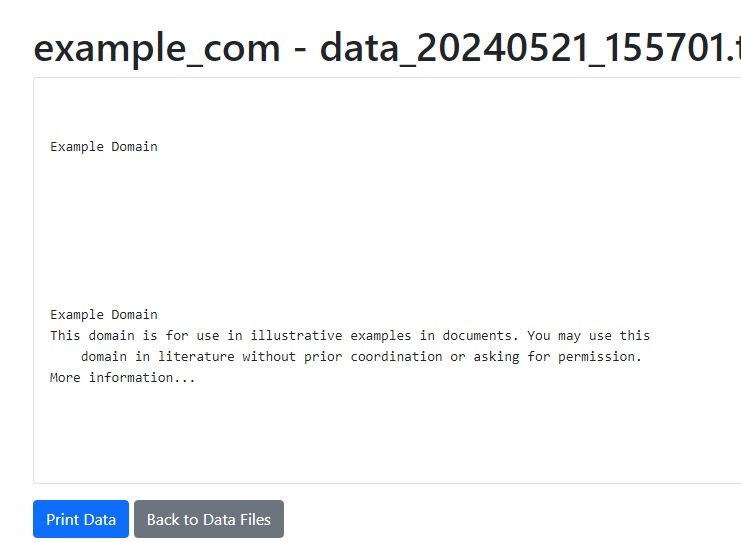 example_com - data_20240521_155701.t
Example Domain
Example Domain
This domain is for use in illustrative examples in documents. You may use this
domain in literature without prior coordination or asking for permission.
More information...
Print Data
Back to Data Files